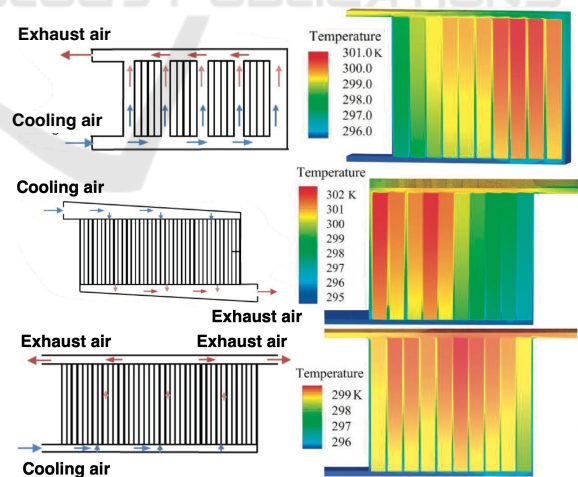 Exhaust air
Cooling air
Temperature
301.0 K
300.0
299.0
298.0
297.0
296.0
Cooling air
Exhaust air
Temperature
302 K
301
300
299
298
297
296
295
Exhaust air Exhaust air
Cooling air
Temperature
299 K
298
297
296